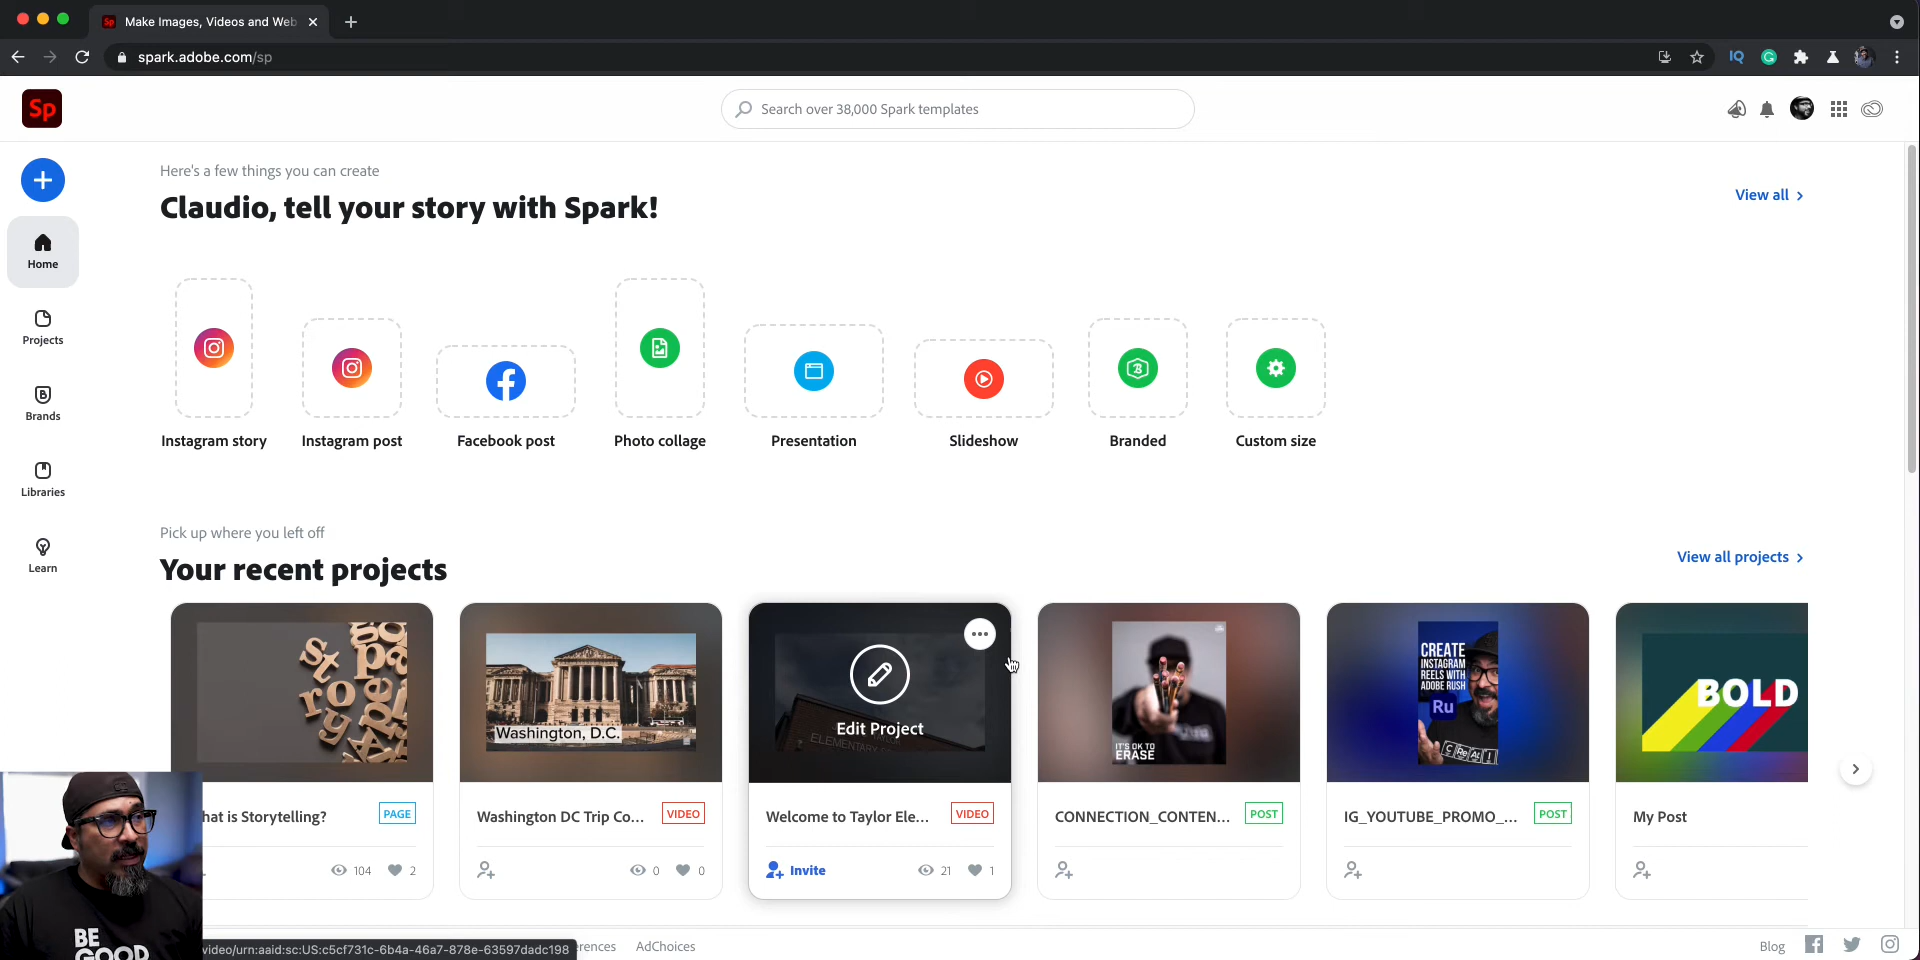 Make Images, Videos and Web
spark.adobe.com/sp
IQ
Sp
Search over 38,000 Spark templates
Here's a few things you can create
Claudio, tell your story with Spark!
View all
Home
Projects
Brands
Libraries
Learn
Instagram story
Instagram post
Facebook post
Photo collage
Presentation
Slideshow
Branded
Custom size
Pick up where you left off
Your recent projects
View all projects
Washington, D.C.
Edit Project
IT'S OK TO
ERASE
CREATE
INSTAGRAM
REELS WITH
ADOBE RUSH
Ru
BOLD
hat is Storytelling?
PAGE
104
2
Washington DC Trip Co...
VIDEO
0
0
Welcome to Taylor Ele...
VIDEO
Invite
21
1
CONNECTION_CONTEN...
POST
IG_YOUTUBE_PROMO_...
POST
My Post
BE
GOOD
video/urn:aaid:sc:US:c5cf731c-6b4a-46a7-878e-63597dadc198
erences
AdChoices
Blog